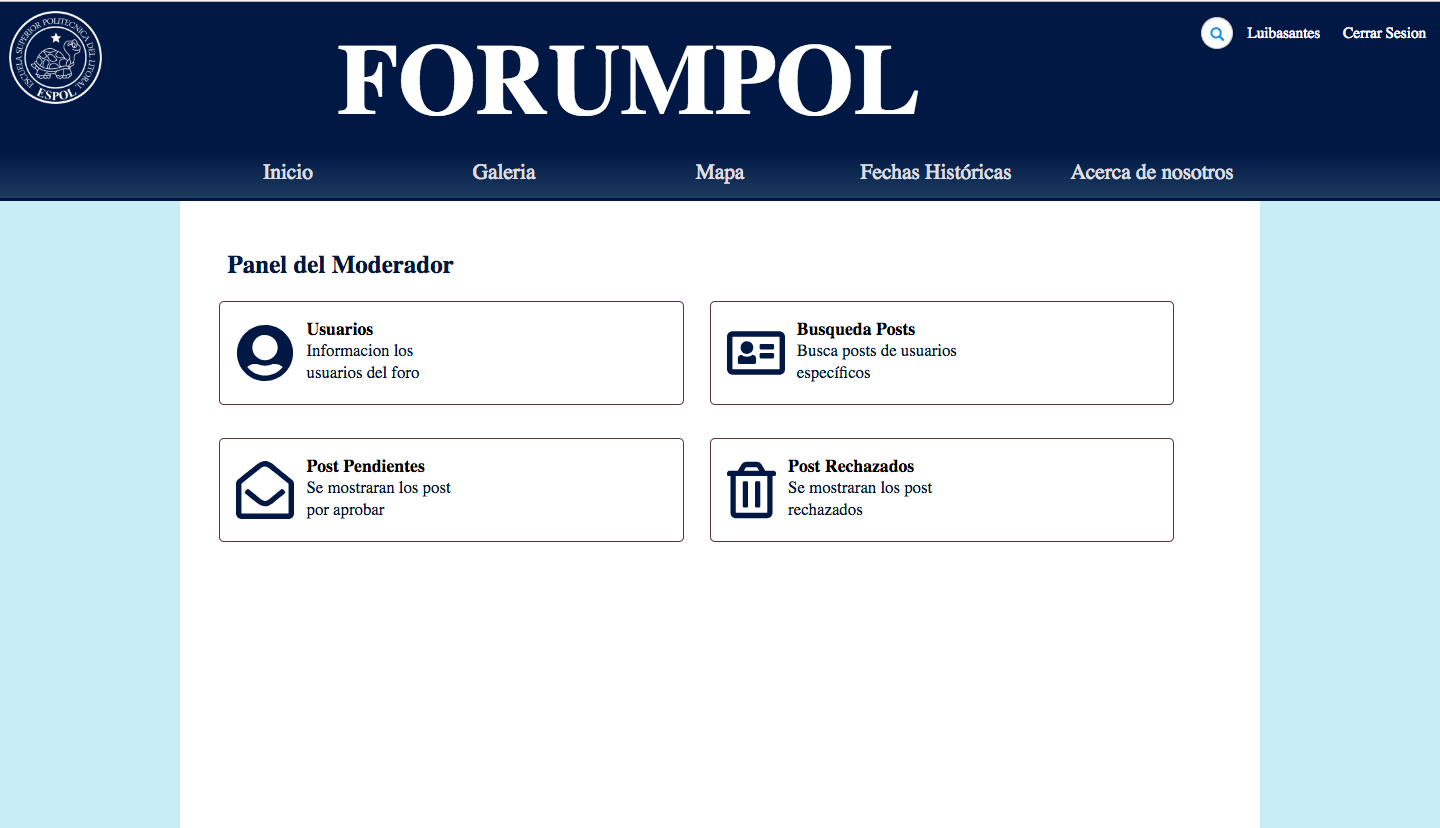 ESCUELA SUPERIOR POLITECNICA DEL LITORAL
ESPOL
FORUMPOL
Luibasantes
Cerrar Sesion
Inicio
Galeria
Mapa
Fechas Históricas
Acerca de nosotros
Panel del Moderador
Usuarios
Informacion los
usuarios del foro
Busqueda Posts
Busca posts de usuarios
específicos
Post Pendientes
Se mostraran los post
por aprobar
Post Rechazados
Se mostraran los post
rechazados